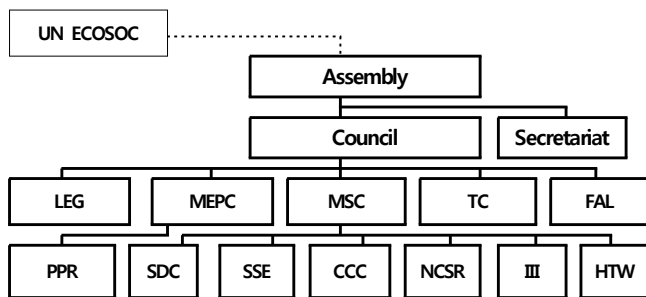 UN ECOSOC
Assembly
Council
Secretariat
LEG
MEPC
MSC
TC
FAL
PPR
SDC
SSE
CCC
NCSR
III
HTW